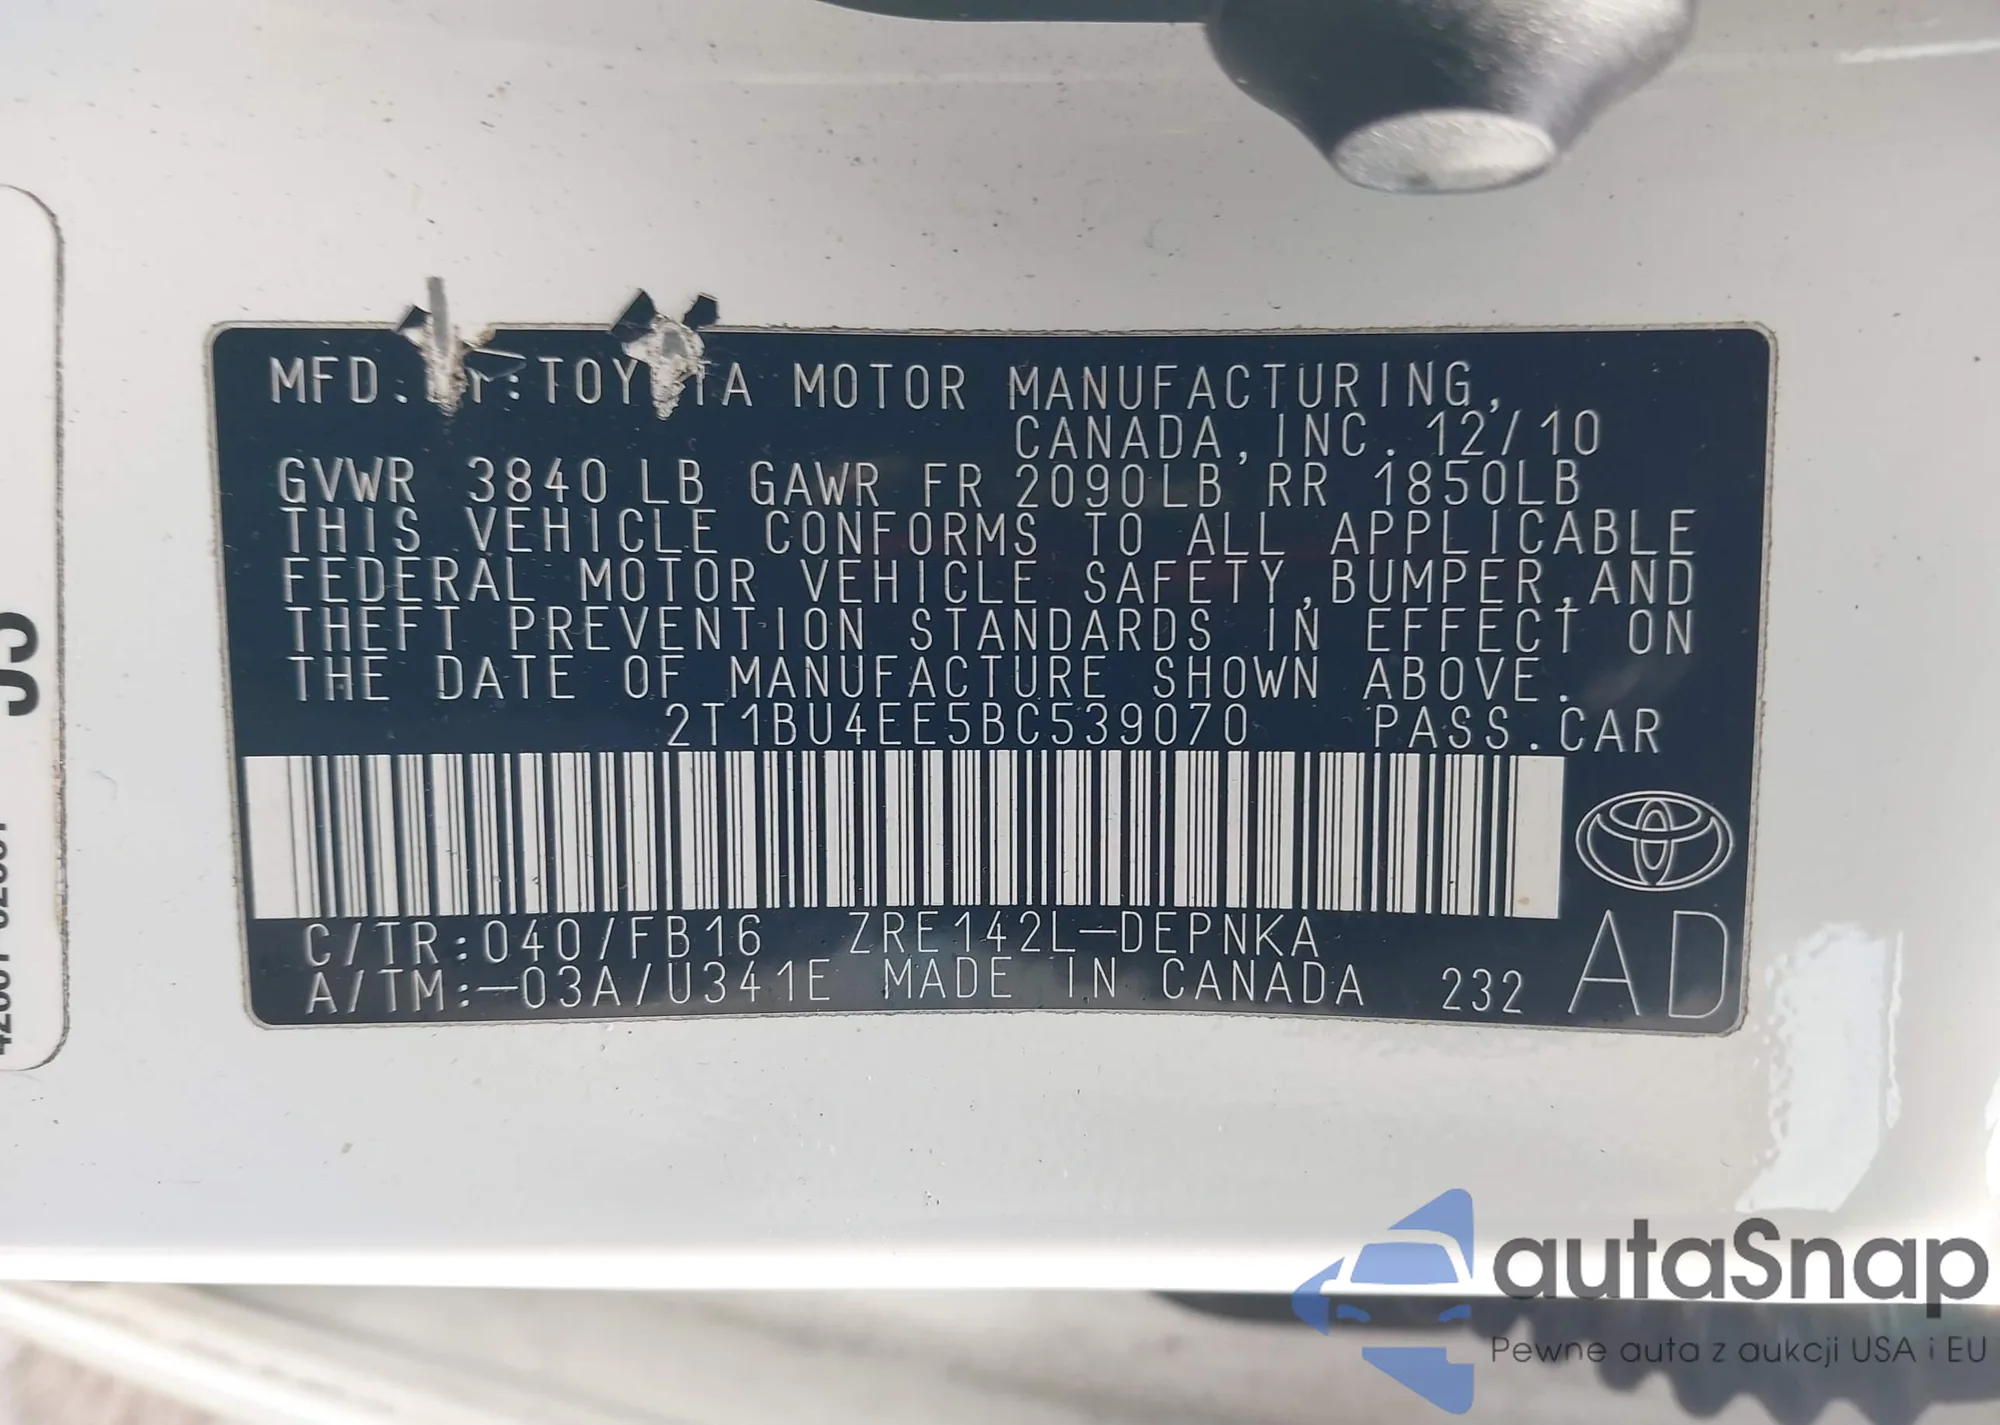 MFD. BY:TOYOTA MOTOR MANUFACTURING,
CANADA, INC. 12/10
GVWR 3840 LB GAWR FR 2090LB RR 1850LB
THIS VEHICLE CONFORMS TO ALL APPLICABLE
FEDERAL MOTOR VEHICLE SAFETY, BUMPER, AND
THEFT PREVENTION STANDARDS IN EFFECT ON
THE DATE OF MANUFACTURE SHOWN ABOVE.
2T1BU4EE5BC539070 PASS. CAR
C/TR:040/FB16 ZRE142L-DEPNKA
A/TM:-03A/U341E MADE IN CANADA 232 AD
autaSnap
Pewne auta z aukcji USA i EU